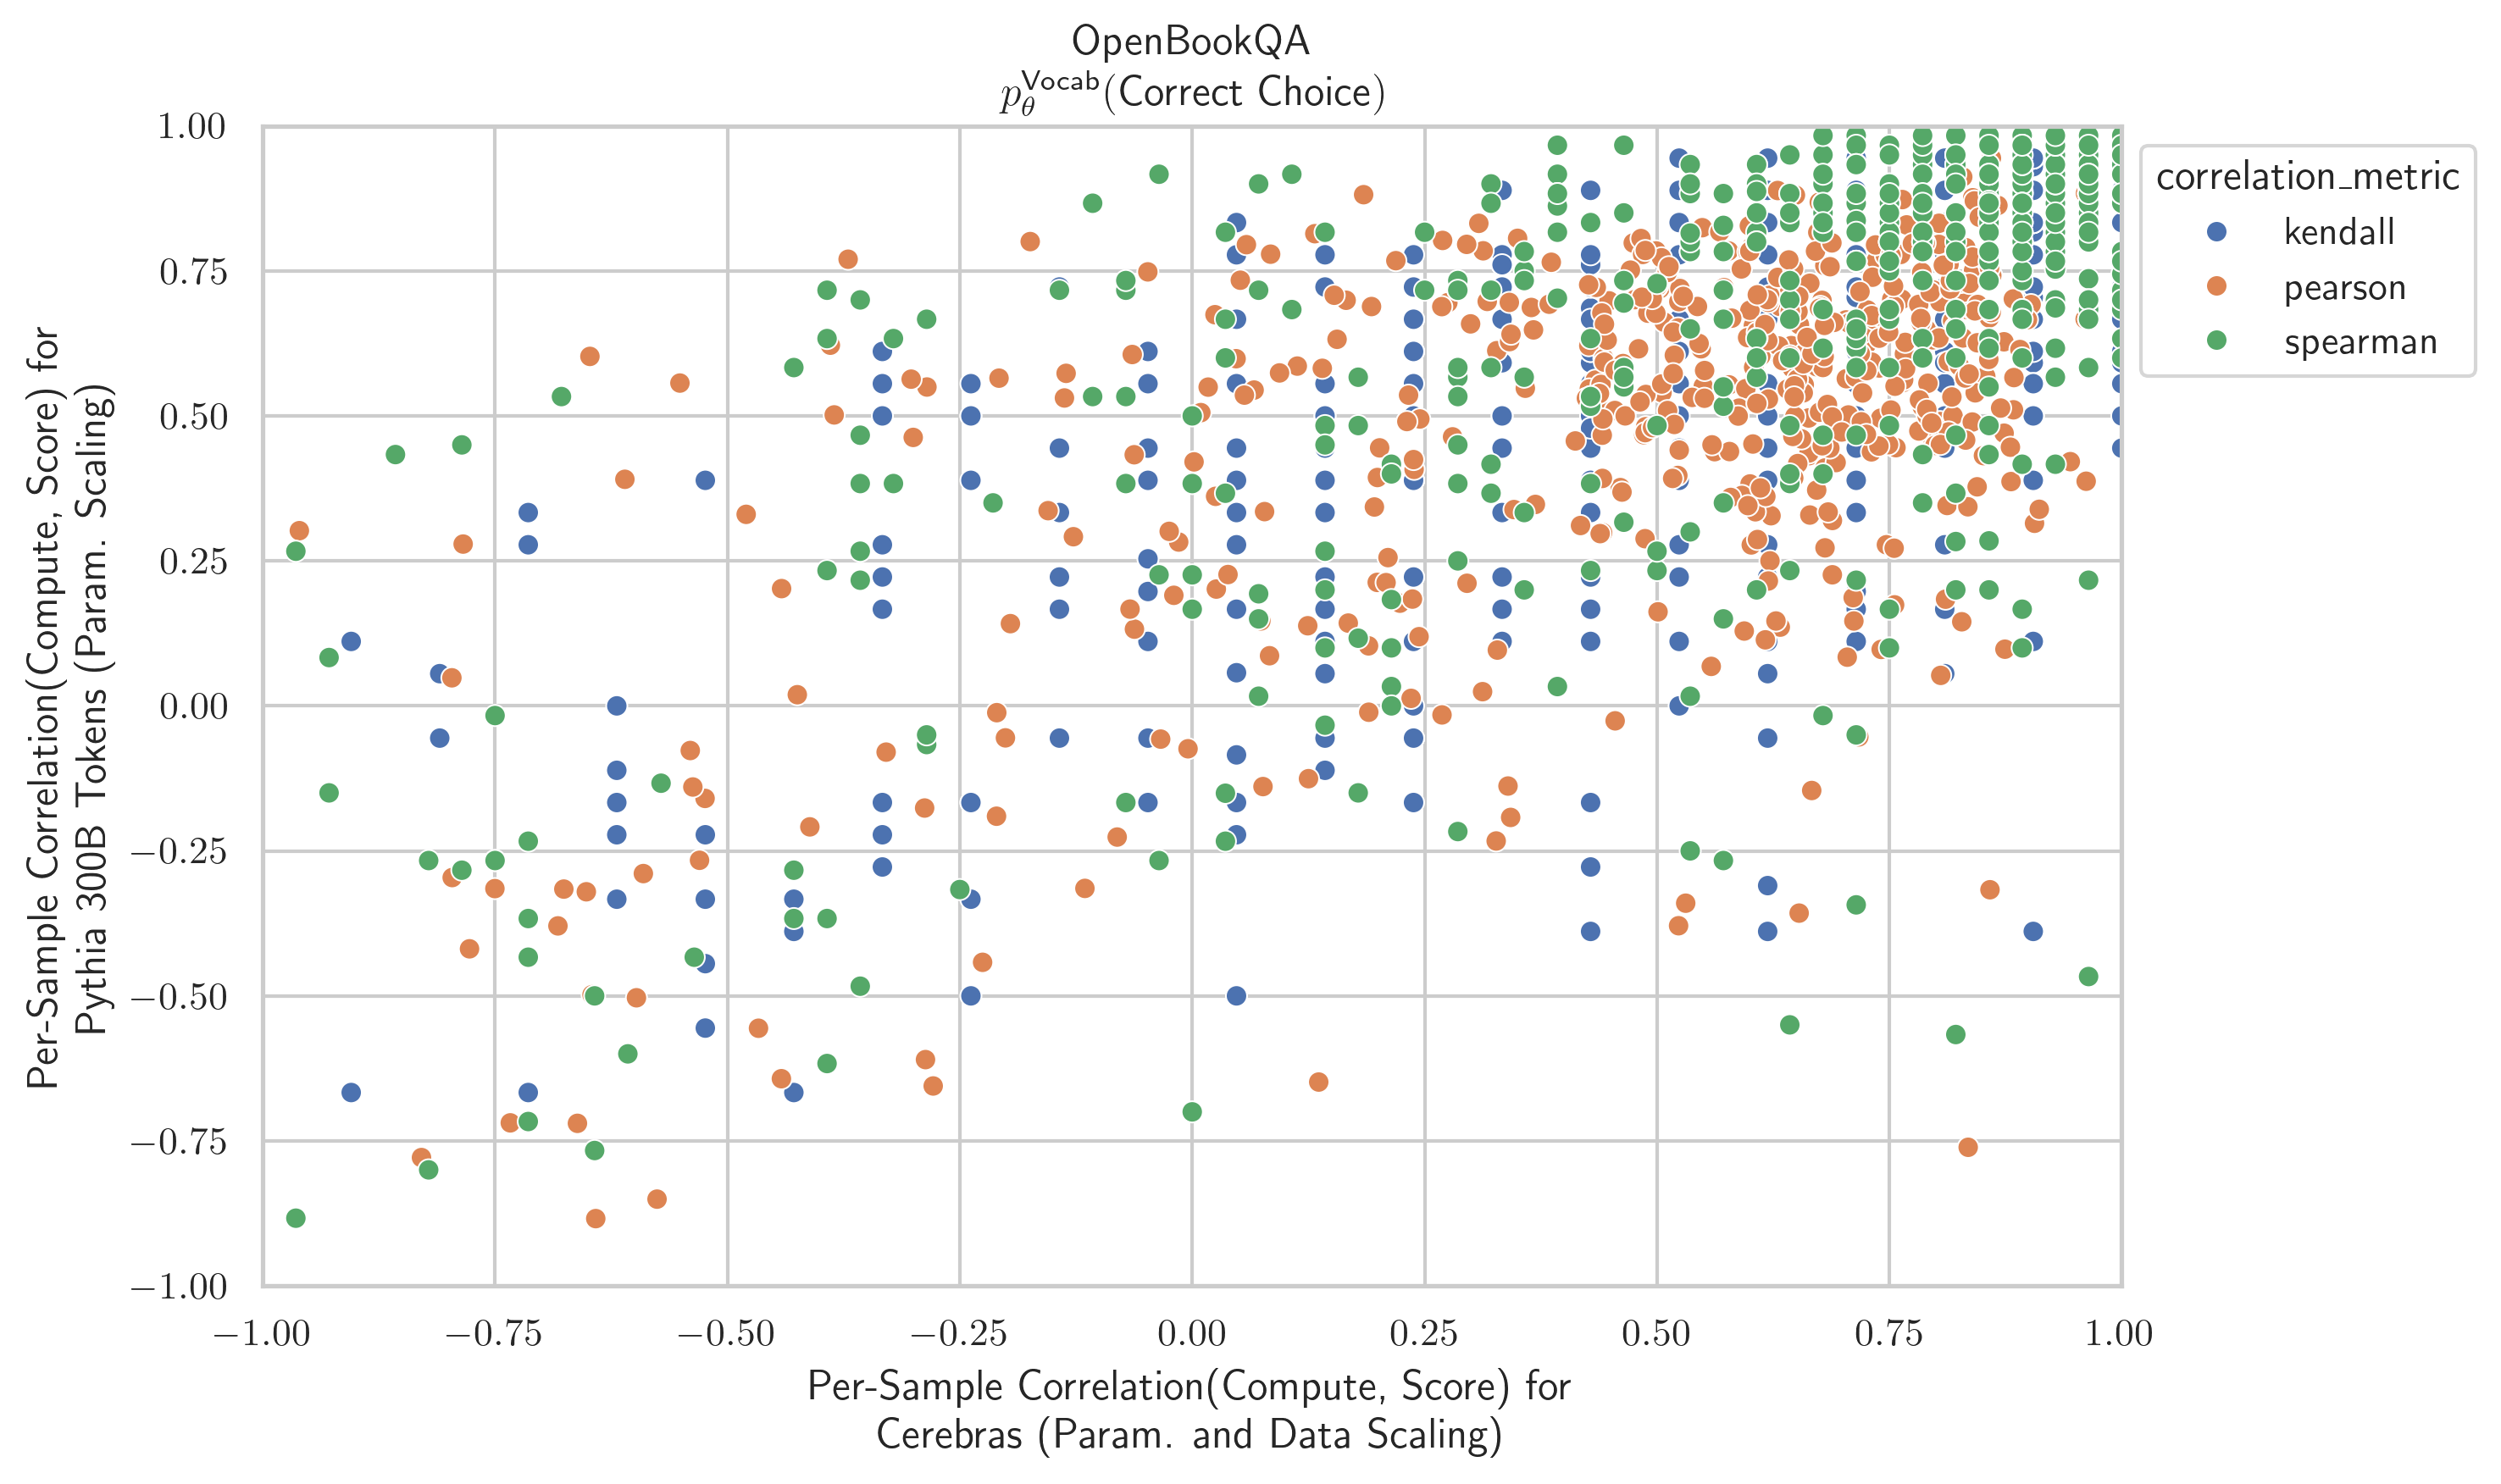 OpenBookQA
p_θ^Vocab(Correct Choice)
Per-Sample Correlation(Compute, Score) for
Pythia 300B Tokens (Param. Scaling)
1.00
0.75
0.50
0.25
0.00
−0.25
−0.50
−0.75
−1.00
−1.00 −0.75 −0.50 −0.25 0.00 0.25 0.50 0.75 1.00
Per-Sample Correlation(Compute, Score) for
Cerebras (Param. and Data Scaling)
correlation_metric
kendall
pearson
spearman